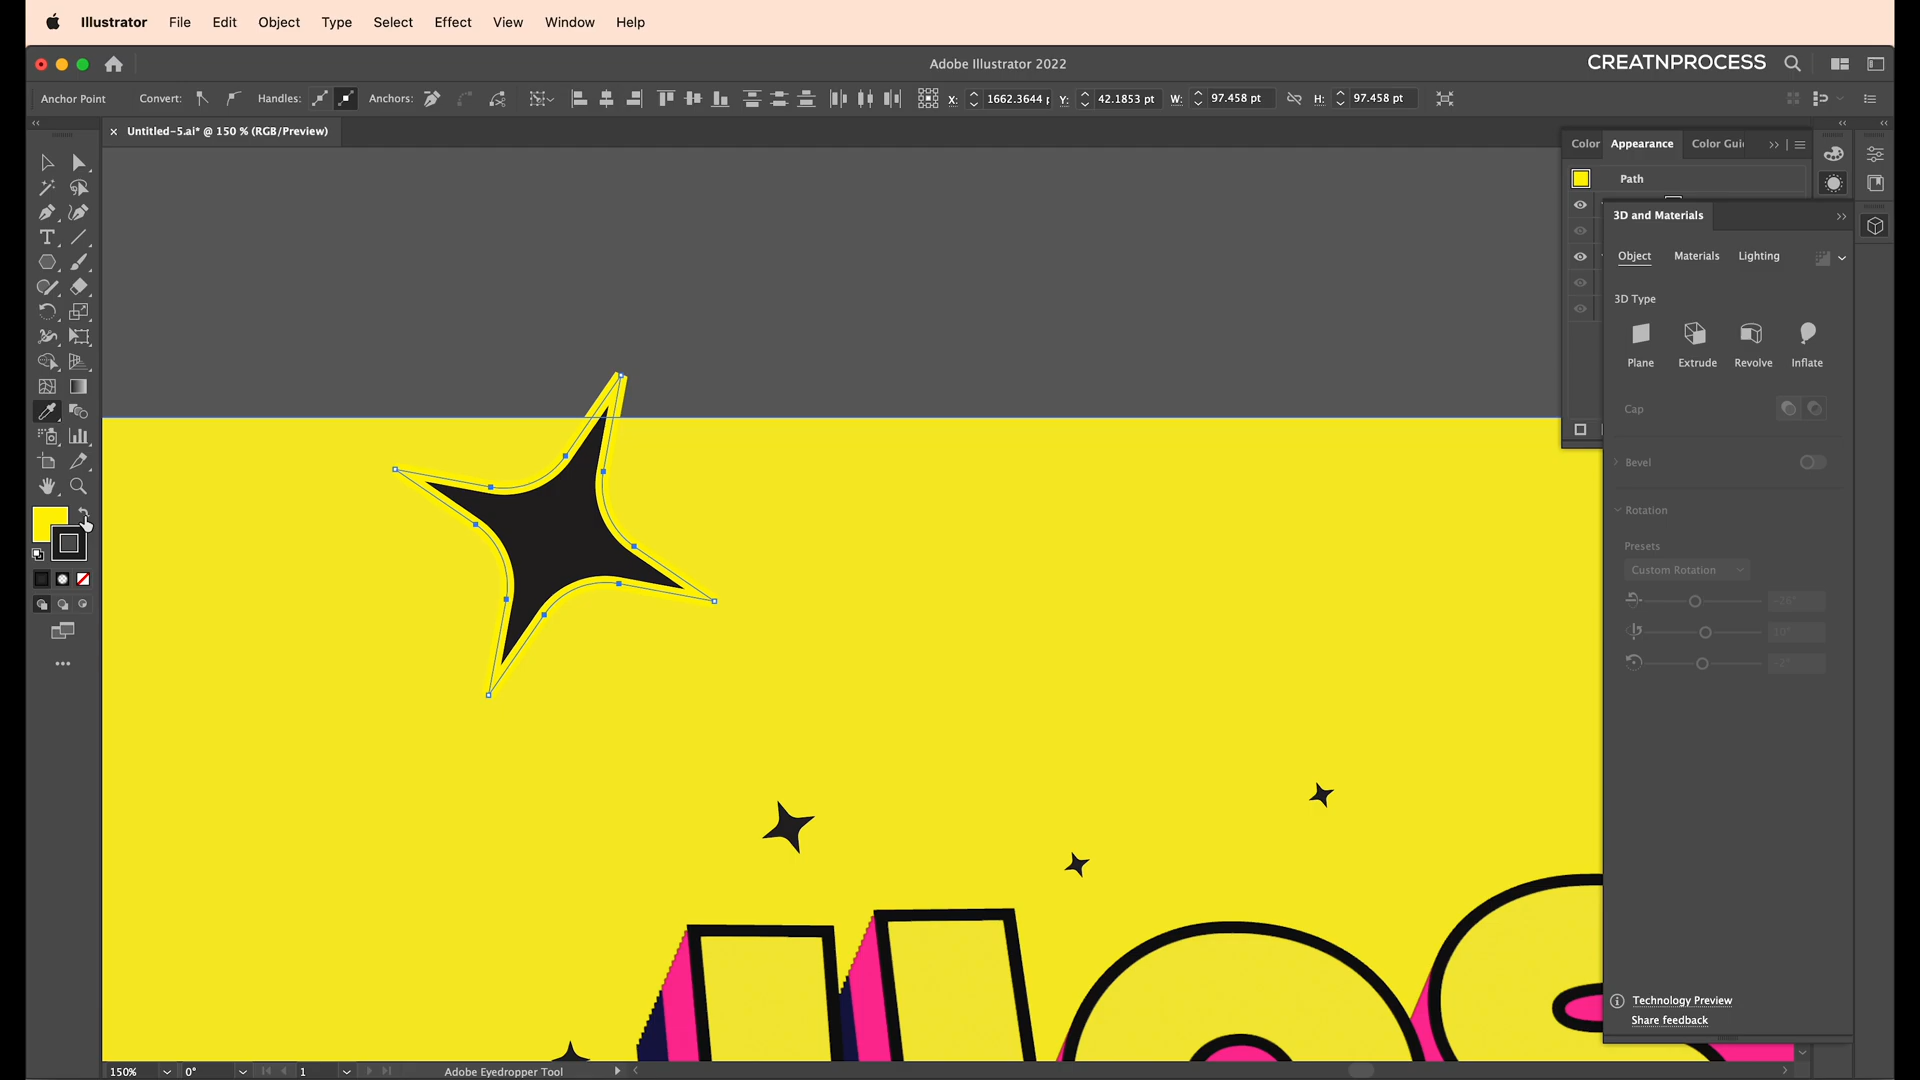 Illustrator File Edit Object Type Select Effect View Window Help
Adobe Illustrator 2022
CREATNPROCESS
Anchor Point Convert: Handles: Anchors: X: 1662.3644 p Y: 42.1853 pt W: 97.458 pt H: 97.458 pt
× Untitled-5.ai* @ 150 % (RGB/Preview)
Color Appearance Color Gui
Path
3D and Materials
Object Materials Lighting
3D Type
Plane Extrude Revolve Inflate
Cap
Bevel
Rotation
Presets
Custom Rotation
10°
-2°
Technology Preview
Share feedback
150% 0° 1 Adobe Eyedropper Tool